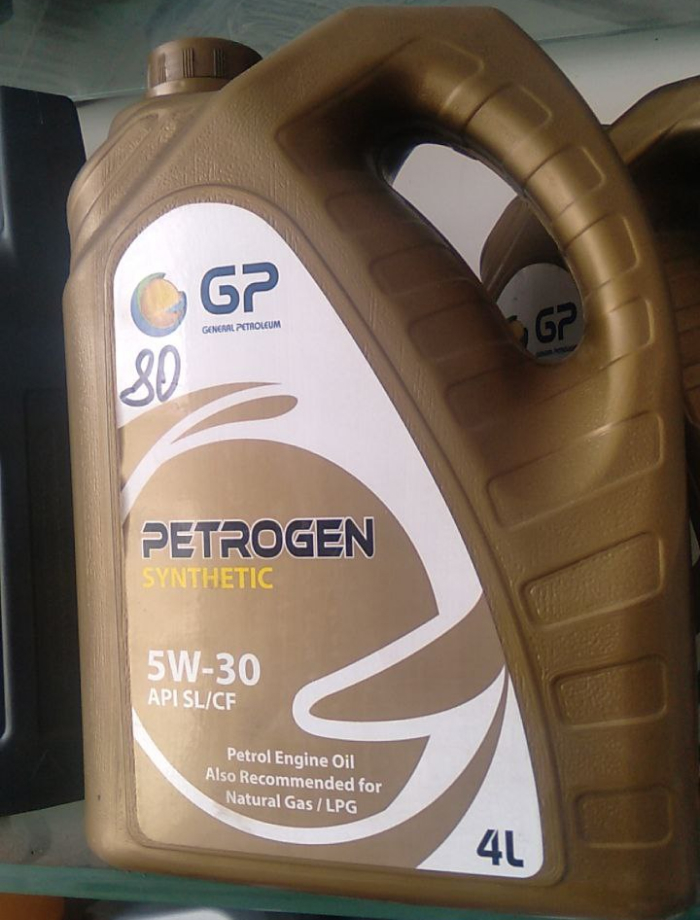 GP
GENERAL PETROLEUM
80
PETROGEN
SYNTHETIC
5W-30
API SL/CF
Petrol Engine Oil
Also Recommended for
Natural Gas / LPG
4L
GP